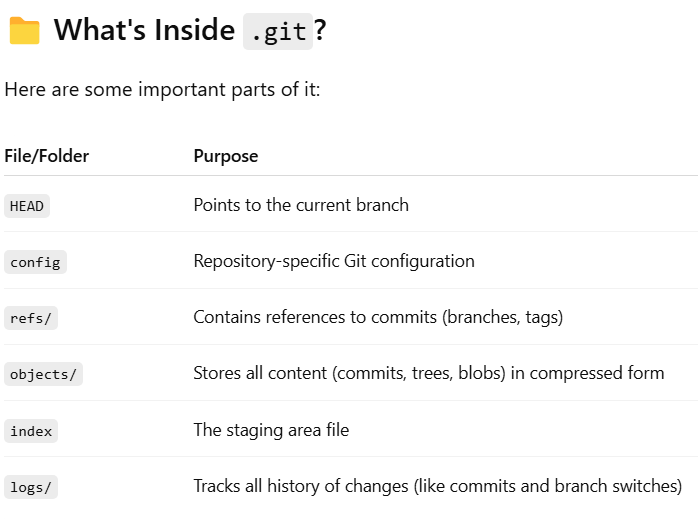 What's Inside .git?
Here are some important parts of it:
File/Folder Purpose
HEAD Points to the current branch
config Repository-specific Git configuration
refs/ Contains references to commits (branches, tags)
objects/ Stores all content (commits, trees, blobs) in compressed form
index The staging area file
logs/ Tracks all history of changes (like commits and branch switches)